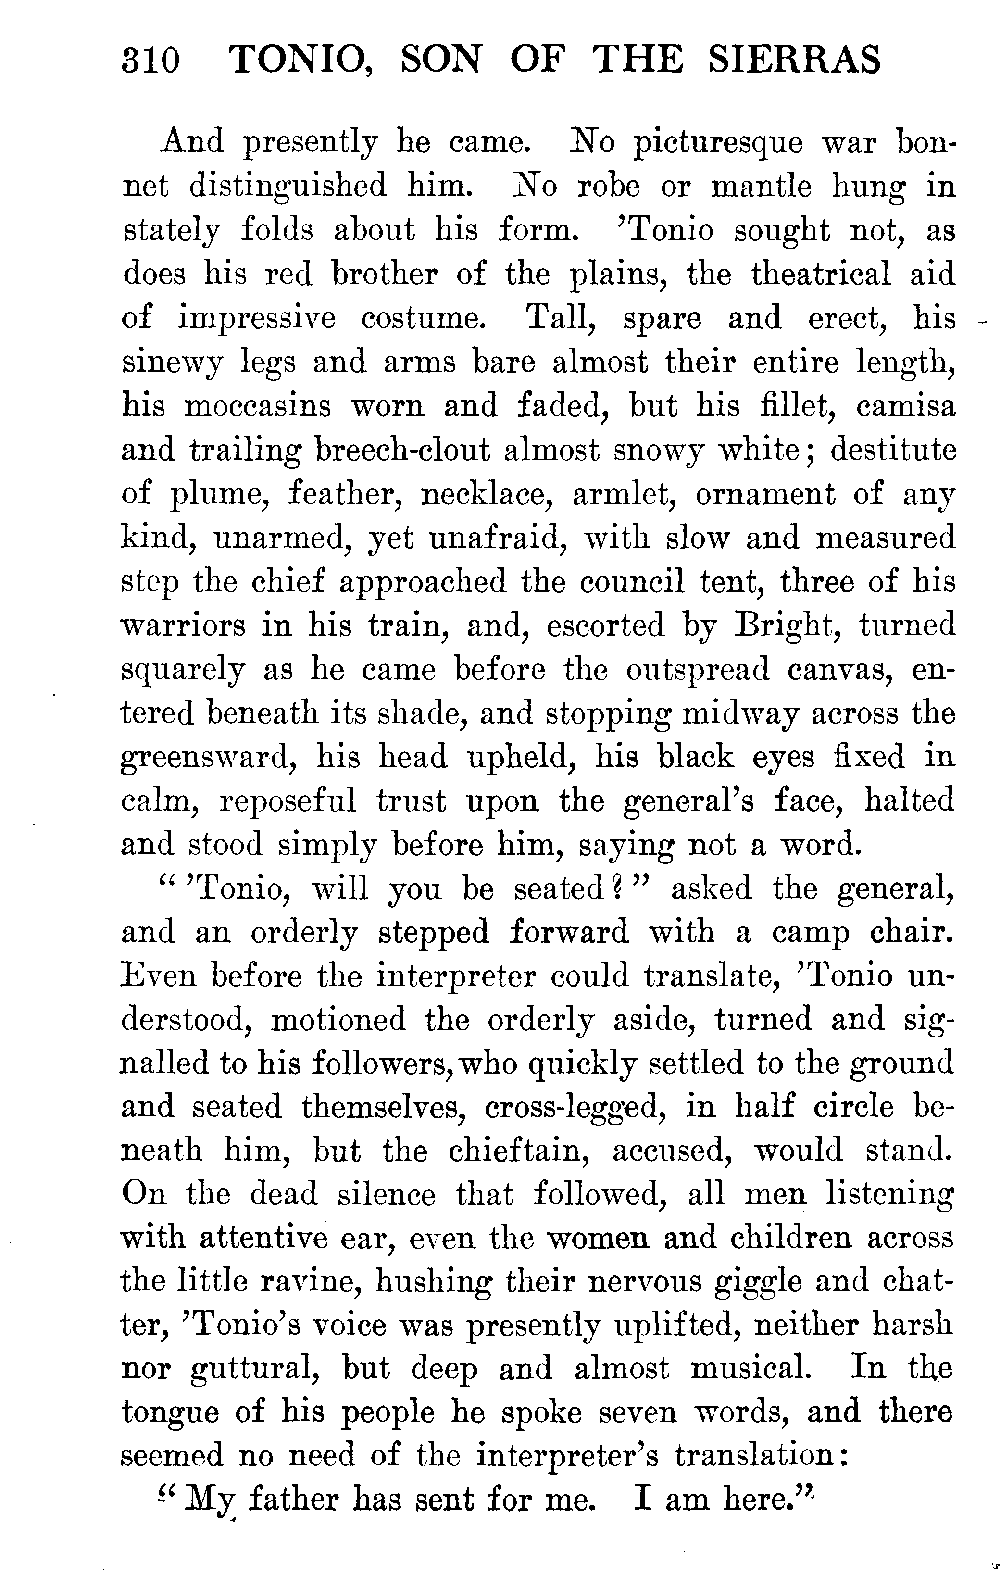 310 TONIO, SON OF THE SIERRAS
And presently he came. No picturesque war bon-
net distinguished him. No robe or mantle hung in
stately folds about his form. ’Tonio sought not, as
does his red brother of the plains, the theatrical aid
of impressive costume. Tall, spare and erect, his
sinewy legs and arms bare almost their entire length,
his moccasins worn and faded, but his fillet, camisa
and trailing breech-clout almost snowy white; destitute
of plume, feather, necklace, armlet, ornament of any
kind, unarmed, yet unafraid, with slow and measured
step the chief approached the council tent, three of his
warriors in his train, and, escorted by Bright, turned
squarely as he came before the outspread canvas, en-
tered beneath its shade, and stopping midway across the
greensward, his head upheld, his black eyes fixed in
calm, reposeful trust upon the general’s face, halted
and stood simply before him, saying not a word.
“ ’Tonio, will you be seated?” asked the general,
and an orderly stepped forward with a camp chair.
Even before the interpreter could translate, ’Tonio un-
derstood, motioned the orderly aside, turned and sig-
nalled to his followers, who quickly settled to the ground
and seated themselves, cross-legged, in half circle be-
neath him, but the chieftain, accused, would stand.
On the dead silence that followed, all men listening
with attentive ear, even the women and children across
the little ravine, hushing their nervous giggle and chat-
ter, ’Tonio’s voice was presently uplifted, neither harsh
nor guttural, but deep and almost musical. In the
tongue of his people he spoke seven words, and there
seemed no need of the interpreter’s translation:
“My father has sent for me. I am here.”